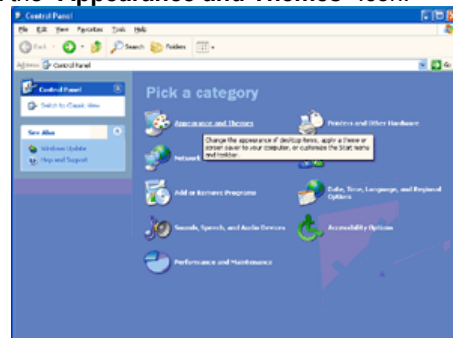 the "Appearance and Themes" icon.
Control Panel
File Edit View Favorites Tools Help
Back Search Folders
Address Control Panel Go
Control Panel
Switch to Classic View
See Also
Windows Update
Help and Support
Pick a category
Appearance and Themes
Printers and Other Hardware
Change the appearance of desktop items, apply a theme or
screen saver to your computer, or customize the Start menu
and taskbar.
Network
Add or Remove Programs
Date, Time, Language, and Regional
Options
Sounds, Speech, and Audio Devices
Accessibility Options
Performance and Maintenance